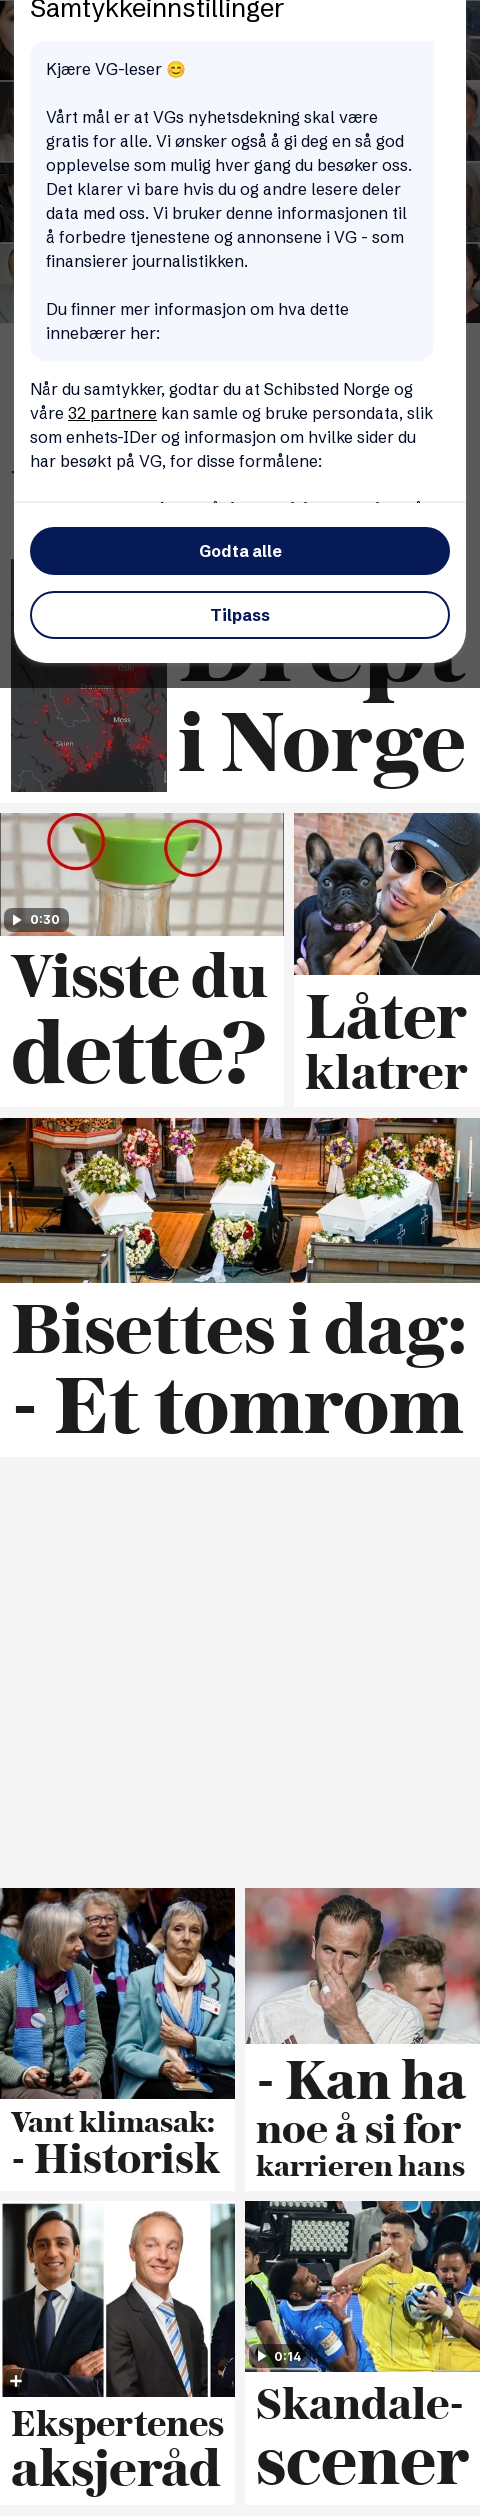 Samtykkeinnstillinger
Kjære VG-leser 😊
Vårt mål er at VGs nyhetsdekning skal være
gratis for alle. Vi ønsker også å gi deg en så god
opplevelse som mulig hver gang du besøker oss.
Det klarer vi bare hvis du og andre lesere deler
data med oss. Vi bruker denne informasjonen til
å forbedre tjenestene og annonsene i VG - som
finansierer journalistikken.
Du finner mer informasjon om hva dette
innebærer her:
Når du samtykker, godtar du at Schibsted Norge og
våre 32 partnere kan samle og bruke persondata, slik
som enhets-IDer og informasjon om hvilke sider du
har besøkt på VG, for disse formålene:
Godta alle
Tilpass
Oslo
Drammen
Moss
Skien
Drept
i Norge
0:30
Visste du
dette?
Låter
klatrer
Bisettes i dag:
- Et tomrom
Vant klimasak:
- Historisk
- Kan ha
noe å si for
karrieren hans
Ekspertenes
aksjeråd
0:14
Skandale-
scener